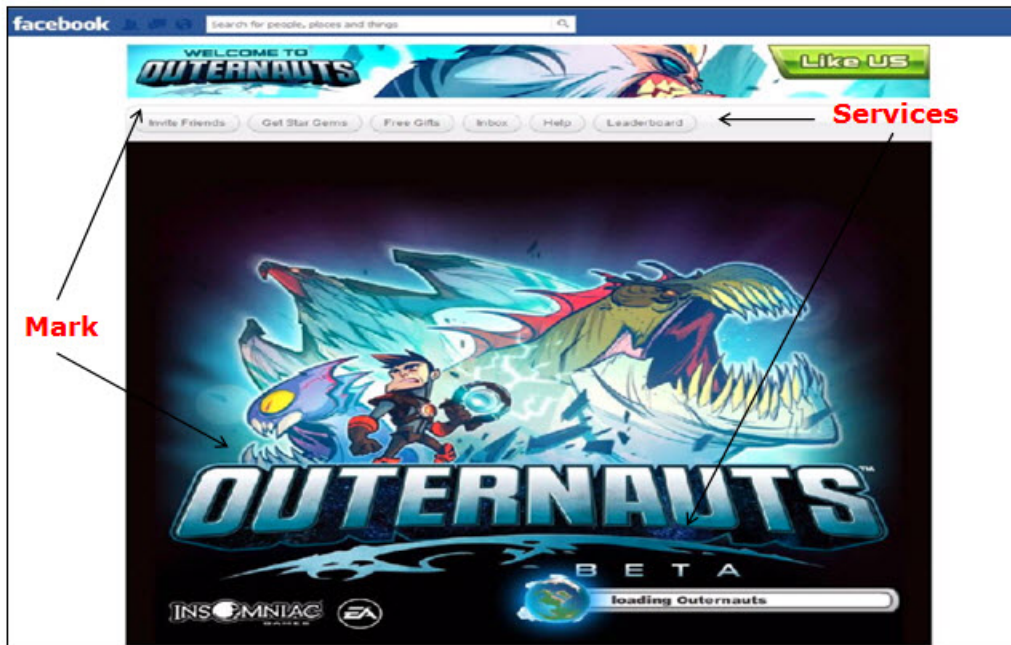 facebook Search for people, places and things
WELCOME TO
OUTERNAUTS
Like US
Services
Invite Friends Get Star Gems Free Gifts Inbox Help Leaderboard
Mark
OUTERNAUTS™
BETA
loading Outernauts
INSOMNIAC
GAMES
EA